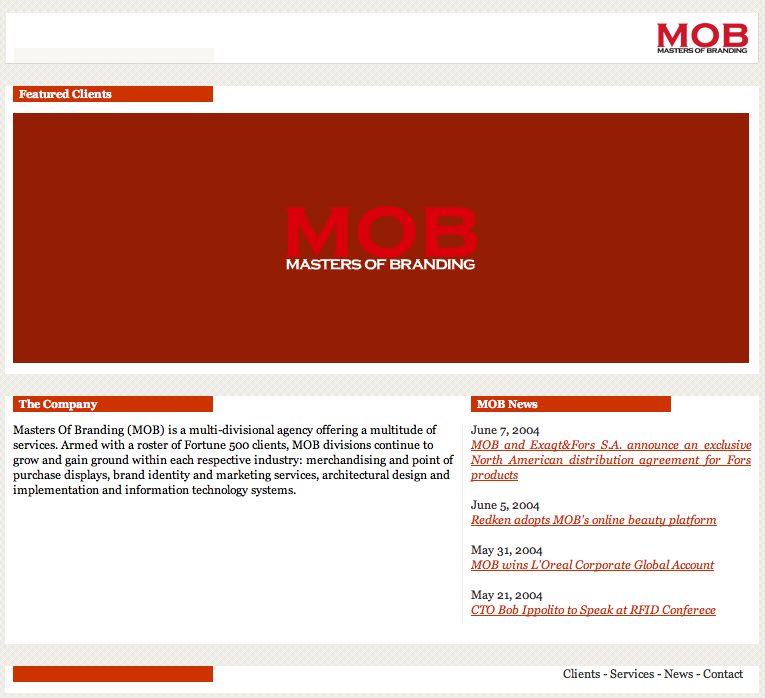 MOB
MASTERS OF BRANDING
Featured Clients
MOB
MASTERS OF BRANDING
The Company
Masters Of Branding (MOB) is a multi-divisional agency offering a multitude of
services. Armed with a roster of Fortune 500 clients, MOB divisions continue to
grow and gain ground within each respective industry: merchandising and point of
purchase displays, brand identity and marketing services, architectural design and
implementation and information technology systems.
MOB News
June 7, 2004
MOB and Exaqt&Fors S.A. announce an exclusive
North American distribution agreement for Fors
products
June 5, 2004
Redken adopts MOB's online beauty platform
May 31, 2004
MOB wins L'Oreal Corporate Global Account
May 21, 2004
CTO Bob Ippolito to Speak at RFID Conferece
Clients - Services - News - Contact